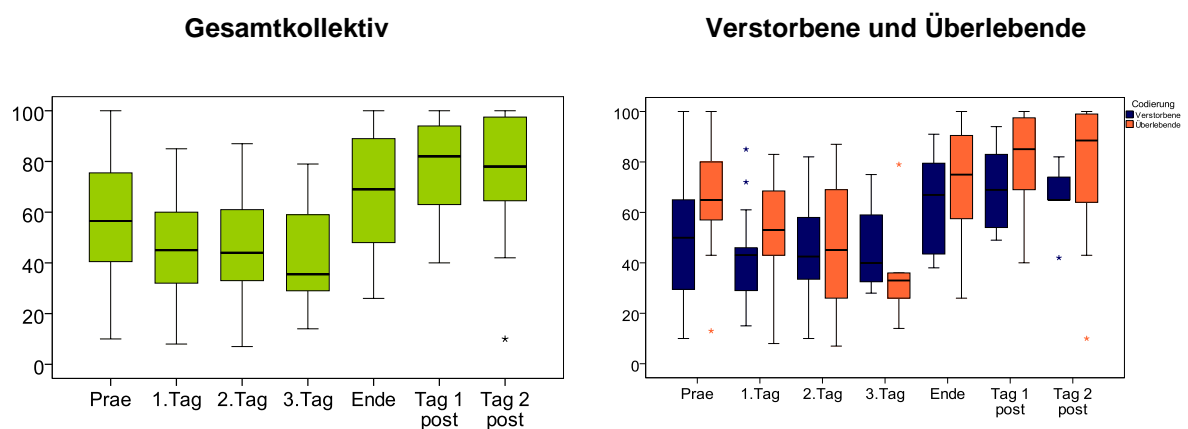 Gesamtkollektiv
100
80
60
40
20
0
Prae 1.Tag 2.Tag 3.Tag Ende Tag 1 Tag 2
post post
Verstorbene und Überlebende
Codierung
Verstorbene
Überlebende
100
80
60
40
20
0
Prae 1.Tag 2.Tag 3.Tag Ende Tag 1 Tag 2
post post